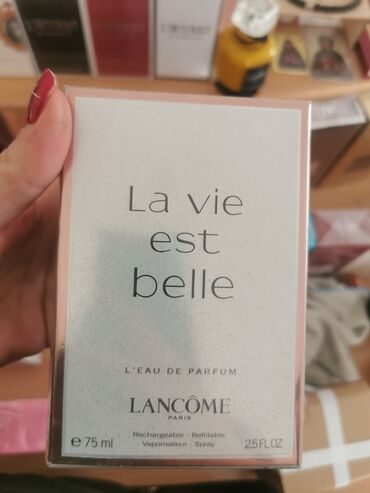 L'INTERDIT
La vie
est
belle
L'EAU DE PARFUM
LANCÔME
PARIS
Rechargeable - Refillable
Vaporisateur - Spray
e 75 ml
2.5 FL.OZ